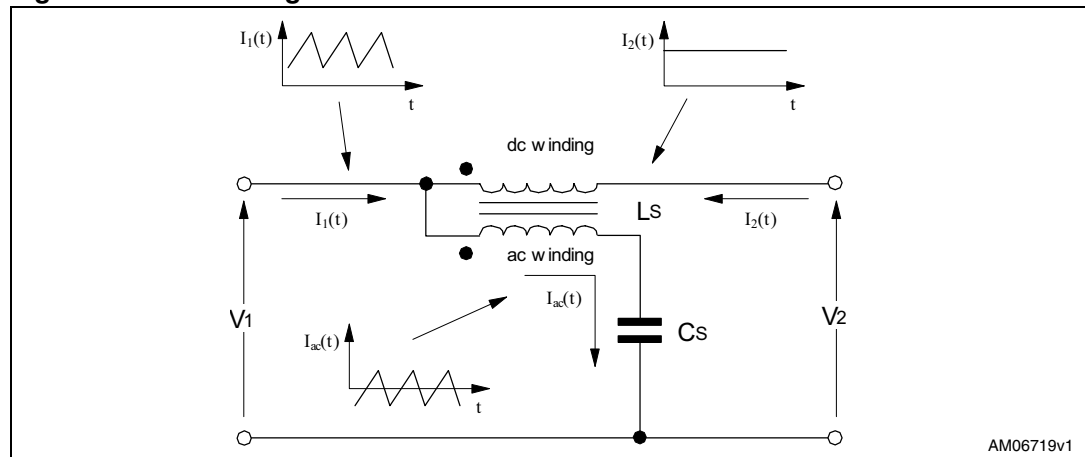 I1(t)
t
I2(t)
t
dc winding
I1(t)
LS
I2(t)
ac winding
Iac(t)
V1
V2
CS
Iac(t)
t
AM06719v1